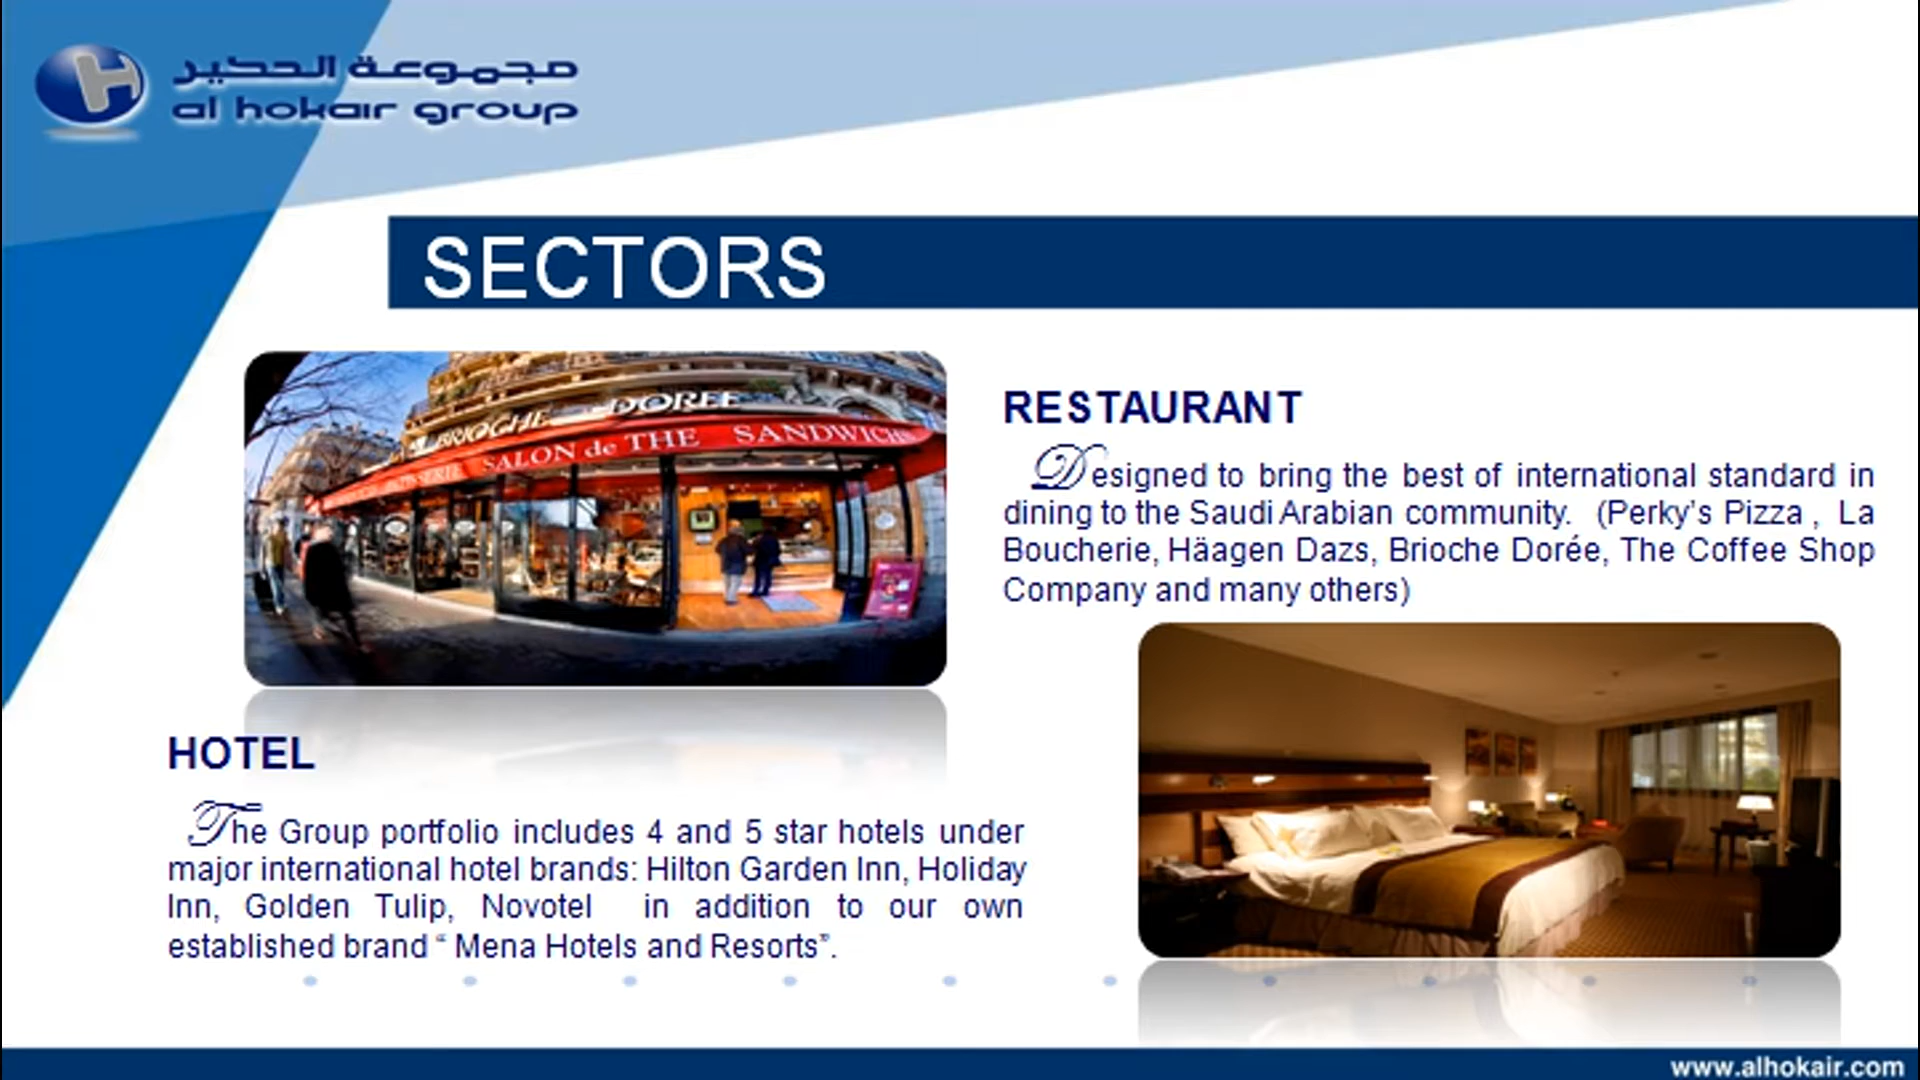 مجموعة الحكير
al hokair group
SECTORS
BRIOCHE DOREE
SALON de THE SANDWICH
RESTAURANT
Designed to bring the best of international standard in
dining to the Saudi Arabian community. (Perky's Pizza , La
Boucherie, Häagen Dazs, Brioche Dorée, The Coffee Shop
Company and many others)
HOTEL
The Group portfolio includes 4 and 5 star hotels under
major international hotel brands: Hilton Garden Inn, Holiday
Inn, Golden Tulip, Novotel in addition to our own
established brand “ Mena Hotels and Resorts”.
www.alhokair.com